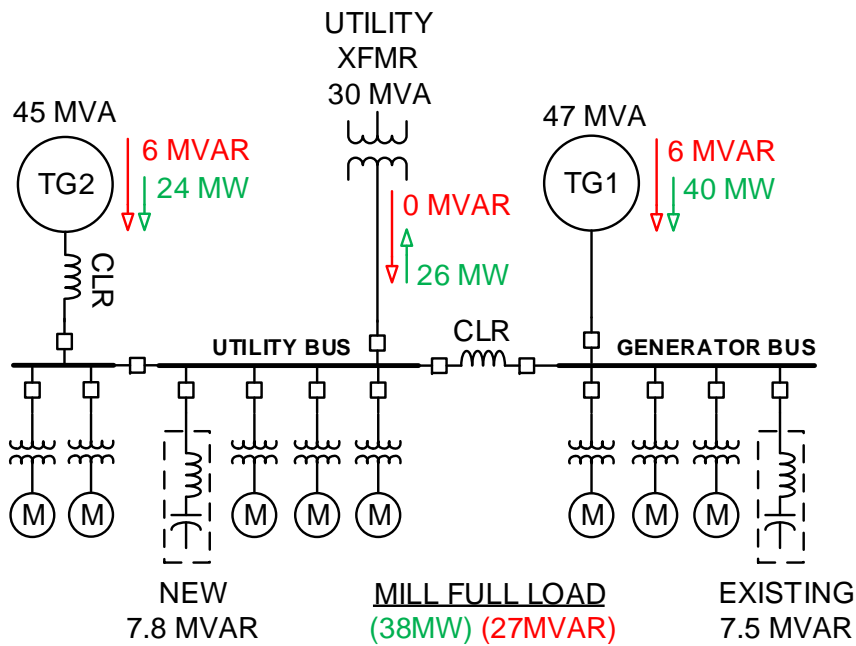 UTILITY
XFMR
30 MVA
45 MVA
TG2
6 MVAR
24 MW
CLR
0 MVAR
26 MW
47 MVA
TG1
6 MVAR
40 MW
CLR
UTILITY BUS
GENERATOR BUS
M
M
M
M
M
M
M
M
NEW
7.8 MVAR
MILL FULL LOAD
(38MW) (27MVAR)
EXISTING
7.5 MVAR